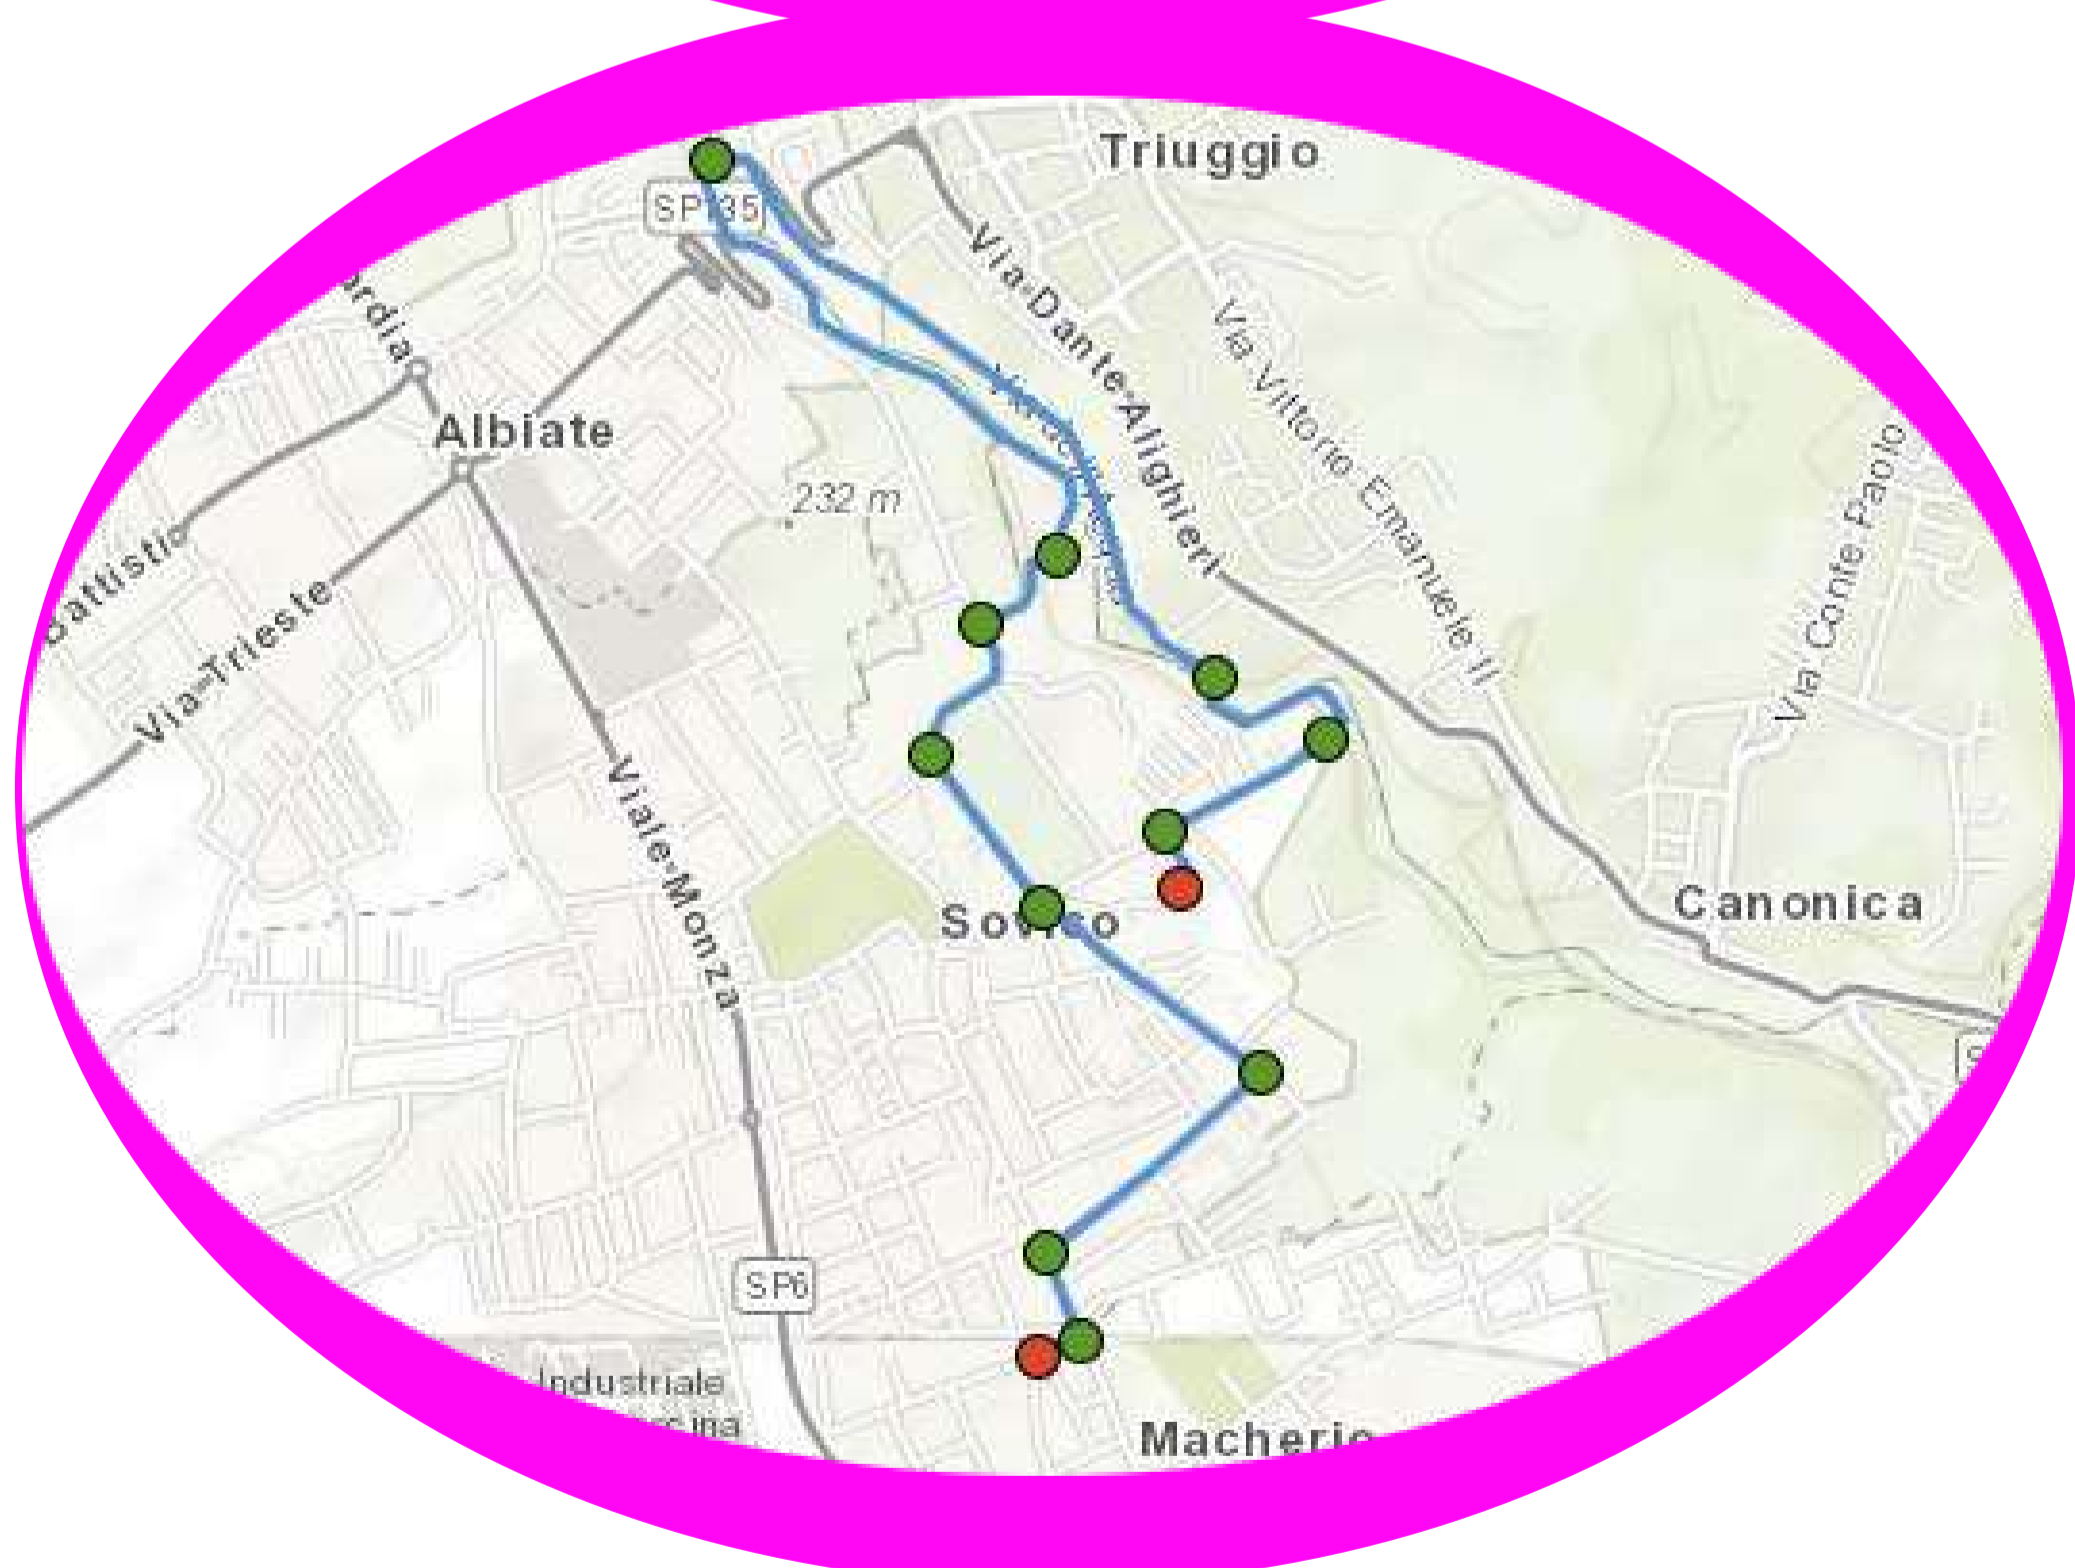 Triuggio
SP135
Via Dante Alighieri
Via Vittorio Emanuele II
Albiate
232 m
Via Conte Paolo
Battisti
Via Trieste
Viale Monza
Canonica
SP6
Industriale
Macherio